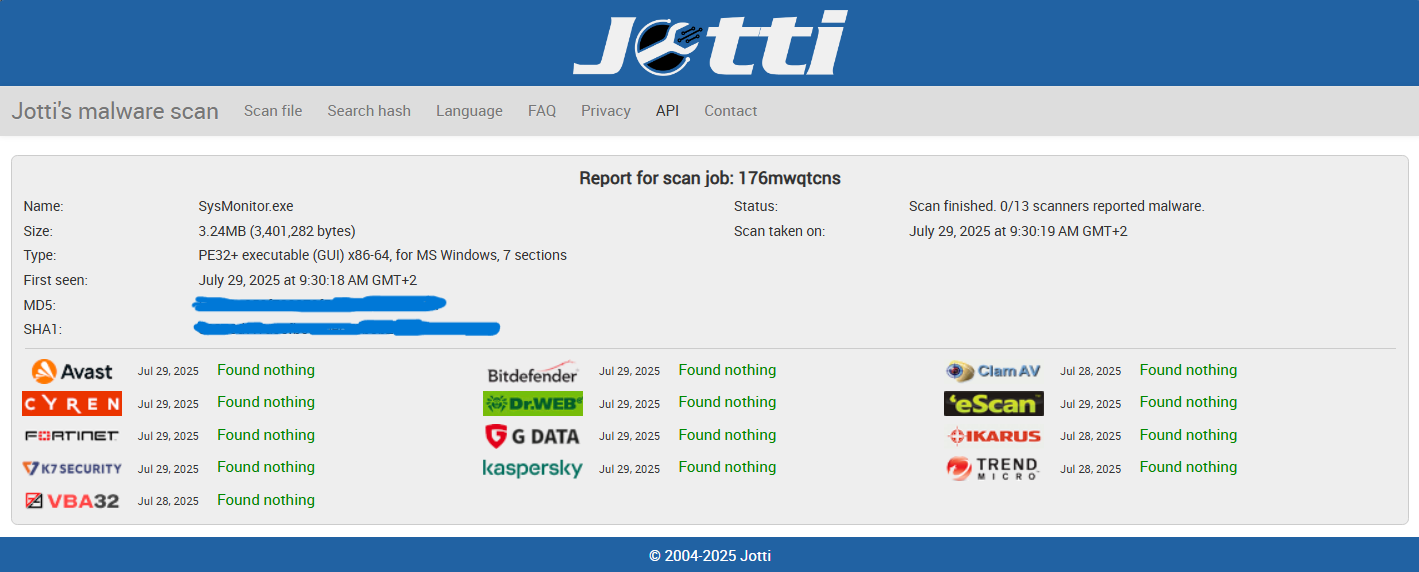 Jotti
Jotti's malware scan Scan file Search hash Language FAQ Privacy API Contact
Report for scan job: 176mwqtcns
Name: SysMonitor.exe Status: Scan finished. 0/13 scanners reported malware.
Size: 3.24MB (3,401,282 bytes) Scan taken on: July 29, 2025 at 9:30:19 AM GMT+2
Type: PE32+ executable (GUI) x86-64, for MS Windows, 7 sections
First seen: July 29, 2025 at 9:30:18 AM GMT+2
MD5:
SHA1:
Avast Jul 29, 2025 Found nothing Bitdefender Jul 29, 2025 Found nothing ClamAV Jul 28, 2025 Found nothing
CYREN Jul 29, 2025 Found nothing Dr.WEB Jul 29, 2025 Found nothing eScan Jul 29, 2025 Found nothing
FORTINET Jul 29, 2025 Found nothing G DATA Jul 29, 2025 Found nothing IKARUS Jul 28, 2025 Found nothing
K7 SECURITY Jul 29, 2025 Found nothing kaspersky Jul 29, 2025 Found nothing TREND MICRO Jul 28, 2025 Found nothing
VBA32 Jul 28, 2025 Found nothing
© 2004-2025 Jotti